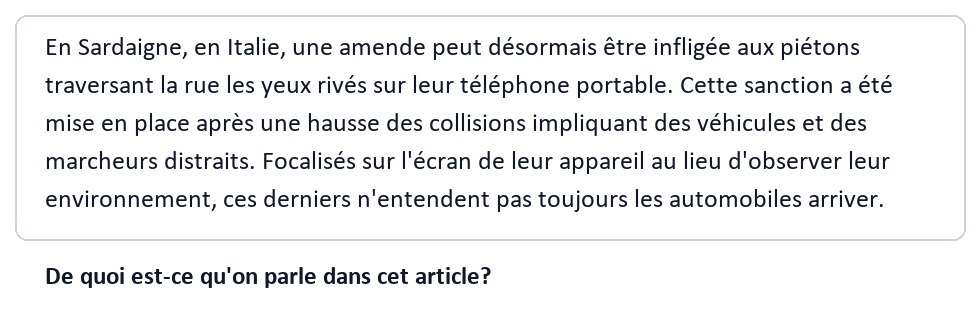 En Sardaigne, en Italie, une amende peut désormais être infligée aux piétons
traversant la rue les yeux rivés sur leur téléphone portable. Cette sanction a été
mise en place après une hausse des collisions impliquant des véhicules et des
marcheurs distraits. Focalisés sur l'écran de leur appareil au lieu d'observer leur
environnement, ces derniers n'entendent pas toujours les automobiles arriver.
De quoi est-ce qu'on parle dans cet article?